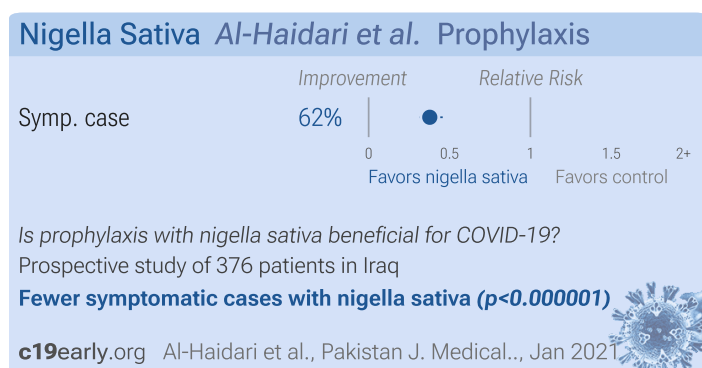 Nigella Sativa Al-Haidari et al. Prophylaxis
Improvement Relative Risk
Symp. case 62%
0 0.5 1 1.5 2+
Favors nigella sativa Favors control
Is prophylaxis with nigella sativa beneficial for COVID-19?
Prospective study of 376 patients in Iraq
Fewer symptomatic cases with nigella sativa (p<0.000001)
c19early.org Al-Haidari et al., Pakistan J. Medical.., Jan 2021